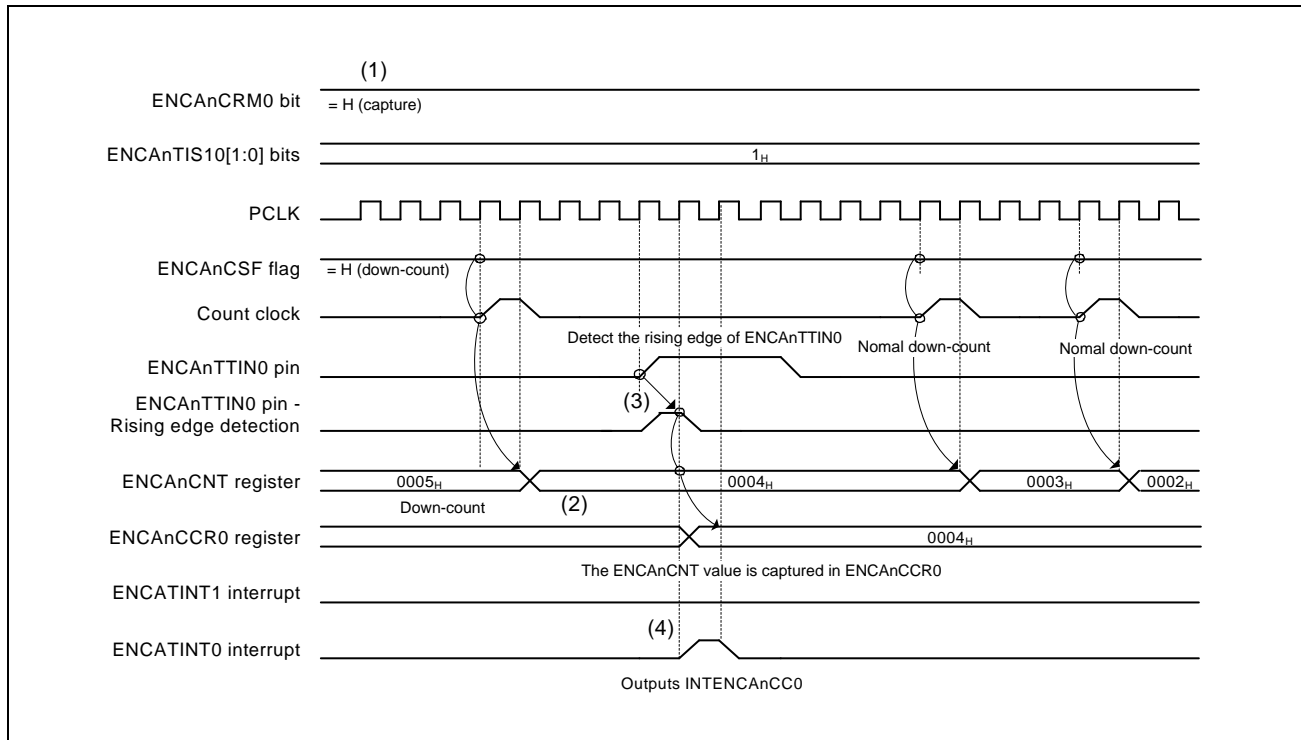 (1)
ENCAnCRM0 bit
= H (capture)
ENCAnTIS10[1:0] bits
1H
PCLK
ENCAnCSF flag
= H (down-count)
Count clock
Detect the rising edge of ENCAnTTIN0
Nomal down-count
Nomal down-count
ENCAnTTIN0 pin
(3)
ENCAnTTIN0 pin -
Rising edge detection
ENCAnCNT register
0005H
0004H
0003H
0002H
Down-count
(2)
ENCAnCCR0 register
0004H
The ENCAnCNT value is captured in ENCAnCCR0
ENCATINT1 interrupt
(4)
ENCATINT0 interrupt
Outputs INTENCAnCC0